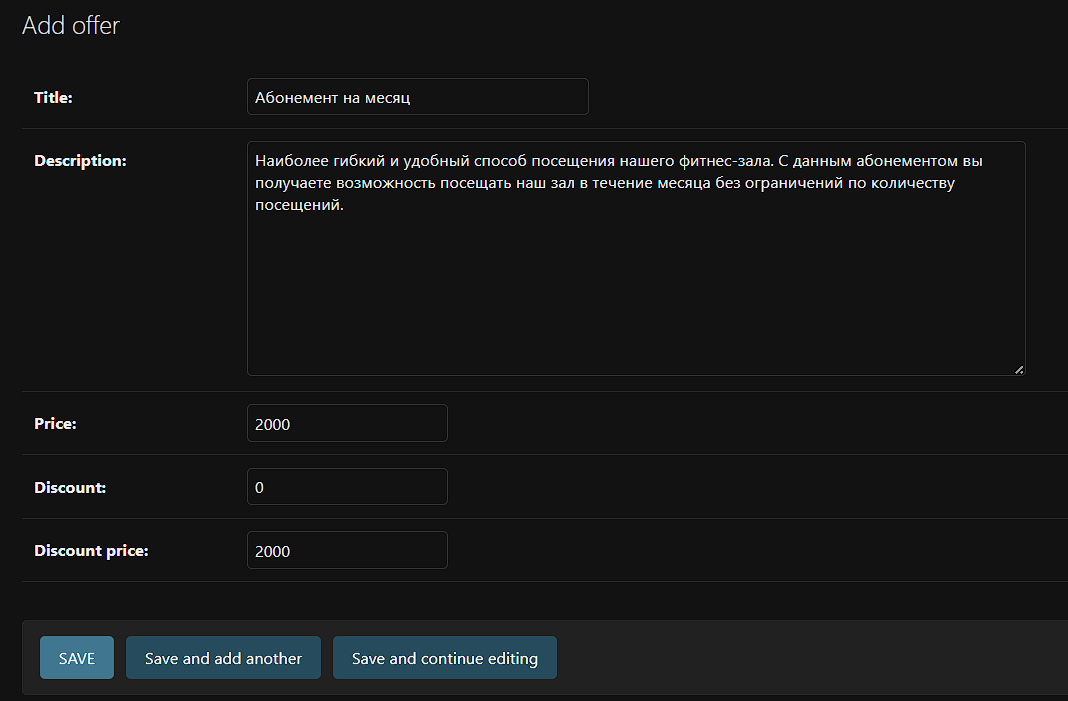 Add offer
Title:
Абонемент на месяц
Description:
Наиболее гибкий и удобный способ посещения нашего фитнес-зала. С данным абонементом вы
получаете возможность посещать наш зал в течение месяца без ограничений по количеству
посещений.
Price:
2000
Discount:
0
Discount price:
2000
SAVE
Save and add another
Save and continue editing